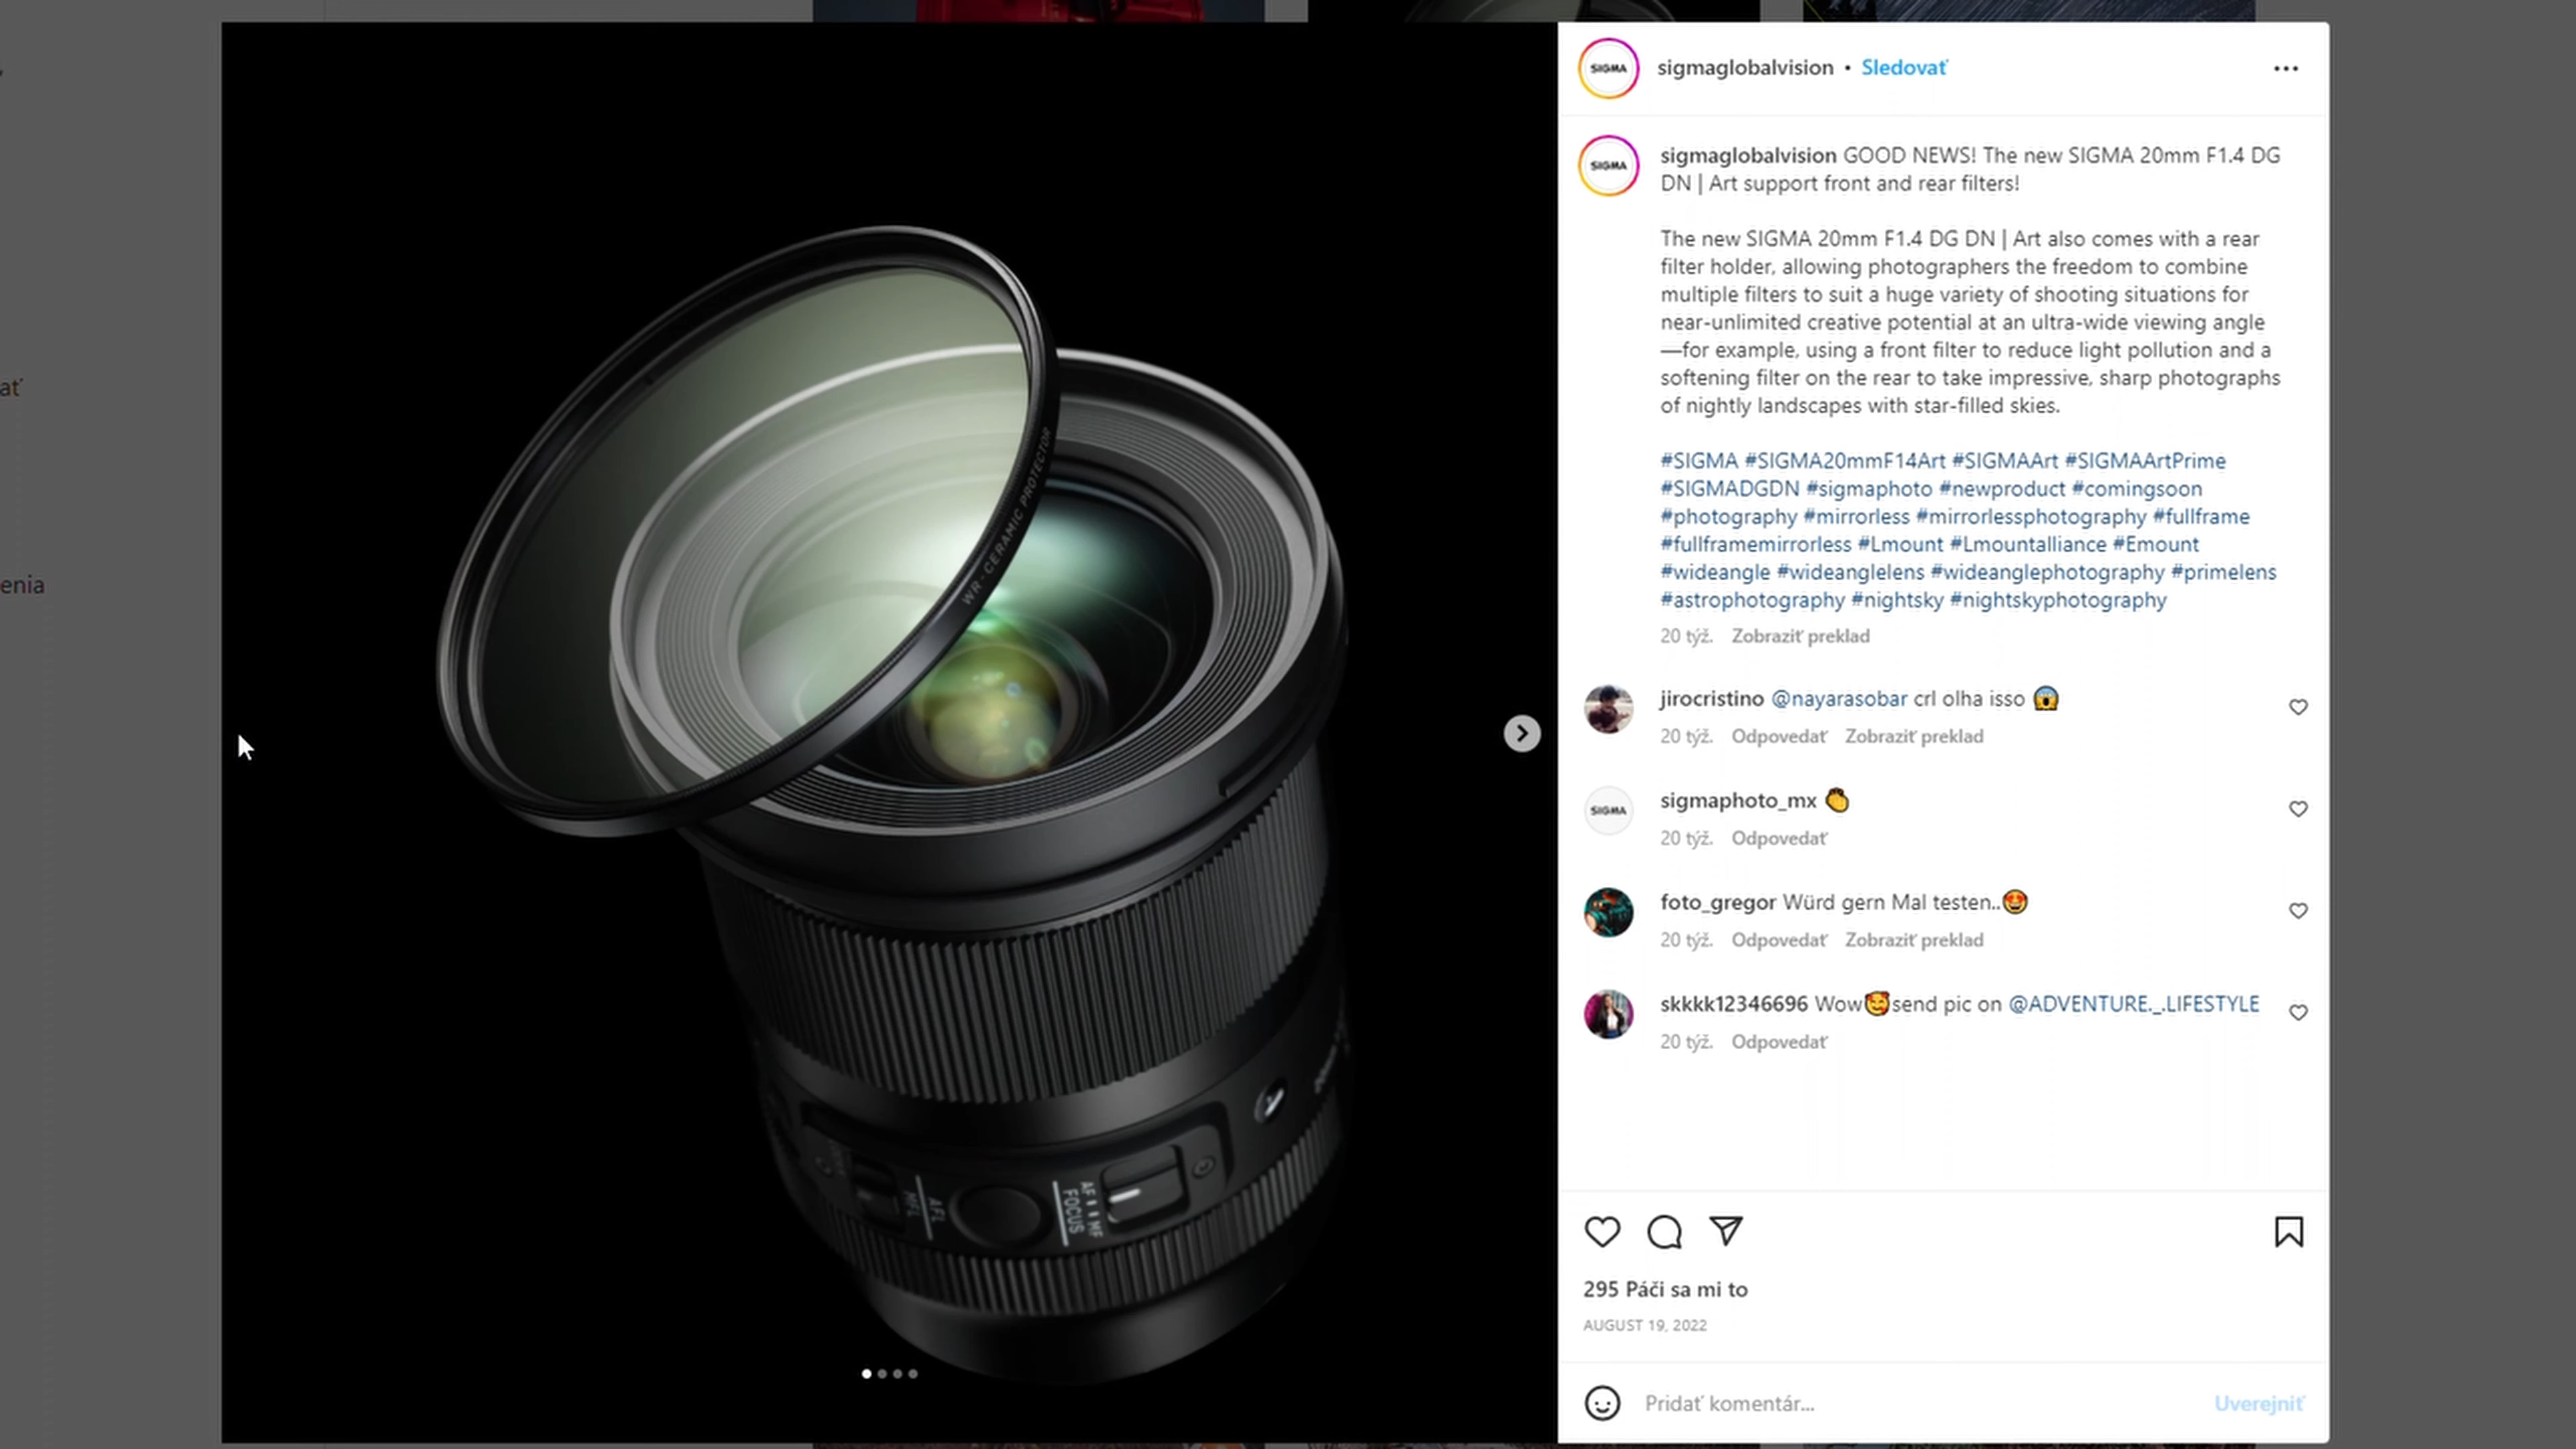 ať
enia
WR · CERAMIC PROTECTOR
AFL
MFL
AF MF
FOCUS
SIGMA
sigmaglobalvision • Sledovať
SIGMA
sigmaglobalvision GOOD NEWS! The new SIGMA 20mm F1.4 DG
DN | Art support front and rear filters!
The new SIGMA 20mm F1.4 DG DN | Art also comes with a rear
filter holder, allowing photographers the freedom to combine
multiple filters to suit a huge variety of shooting situations for
near-unlimited creative potential at an ultra-wide viewing angle
—for example, using a front filter to reduce light pollution and a
softening filter on the rear to take impressive, sharp photographs
of nightly landscapes with star-filled skies.
#SIGMA #SIGMA20mmF14Art #SIGMAArt #SIGMAArtPrime
#SIGMADGDN #sigmaphoto #newproduct #comingsoon
#photography #mirrorless #mirrorlessphotography #fullframe
#fullframemirrorless #Lmount #Lmountalliance #Emount
#wideangle #wideanglelens #wideanglephotography #primelens
#astrophotography #nightsky #nightskyphotography
20 týž. Zobraziť preklad
jirocristino @nayarasobar crl olha isso 😱
20 týž. Odpovedať Zobraziť preklad
SIGMA
sigmaphoto_mx 👏
20 týž. Odpovedať
foto_gregor Würd gern Mal testen..🤩
20 týž. Odpovedať Zobraziť preklad
skkkk12346696 Wow🥰send pic on @ADVENTURE._.LIFESTYLE
20 týž. Odpovedať
295 Páči sa mi to
AUGUST 19, 2022
Pridať komentár...
Uverejniť